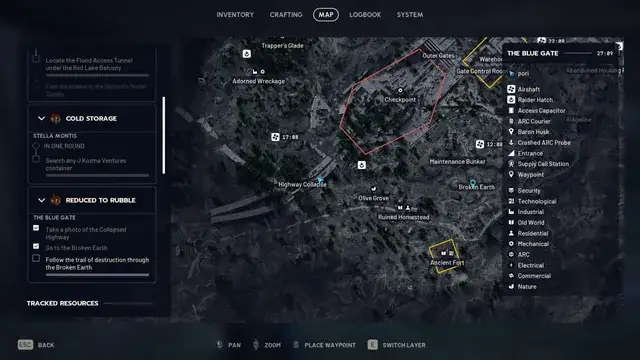 INVENTORY
CRAFTING
MAP
LOGBOOK
SYSTEM
Locate the Flood Access Tunnel
under the Red Lake Balcony
COLD STORAGE
STELLA MONTIS
IN ONE ROUND
Search any J Kozma Ventures
container
REDUCED TO RUBBLE
THE BLUE GATE
Take a photo of the Collapsed
Highway
Go to the Broken Earth
Follow the trail of destruction through
the Broken Earth
TRACKED RESOURCES
Trapper's Glade
Adorned Wreckage
Outer Gates
Gate Control Roo
Checkpoint
17:08
Maintenance Bunker
Highway Collapse
Broken Earth
Olive Grove
Ruined Homestead
Ancient Fort
THE BLUE GATE
27:09
pori
Airshaft
Raider Hatch
Access Capacitor
ARC Courier
Baron Husk
Crashed ARC Probe
Entrance
Supply Call Station
Waypoint
Security
Technological
Industrial
Old World
Residential
Mechanical
ARC
Electrical
Commercial
Nature
ESC BACK
PAN
ZOOM
PLACE WAYPOINT
E SWITCH LAYER